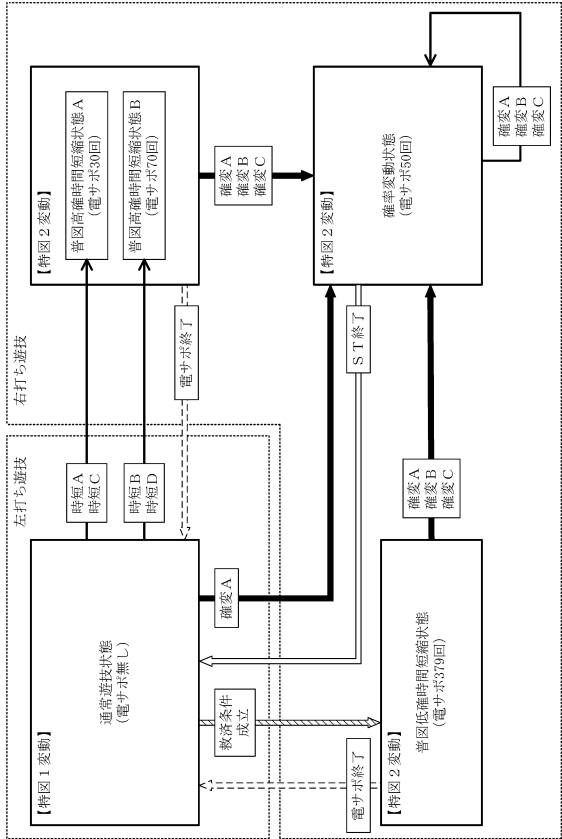 左打ち遊技
右打ち遊技
【特図１変動】
通常遊技状態
(電サポ無し)
時短Ａ
時短Ｃ
時短Ｂ
時短Ｄ
【特図２変動】
普図高確時間短縮状態Ａ
(電サポ30回)
普図高確時間短縮状態Ｂ
(電サポ70回)
電サポ終了
確変Ａ
確変Ａ
確変Ｂ
確変Ｃ
ＳＴ終了
救済条件
成立
電サポ終了
【特図２変動】
普図低確時間短縮状態
(電サポ379回)
確変Ａ
確変Ｂ
確変Ｃ
【特図２変動】
確率変動状態
(電サポ50回)
確変Ａ
確変Ｂ
確変Ｃ